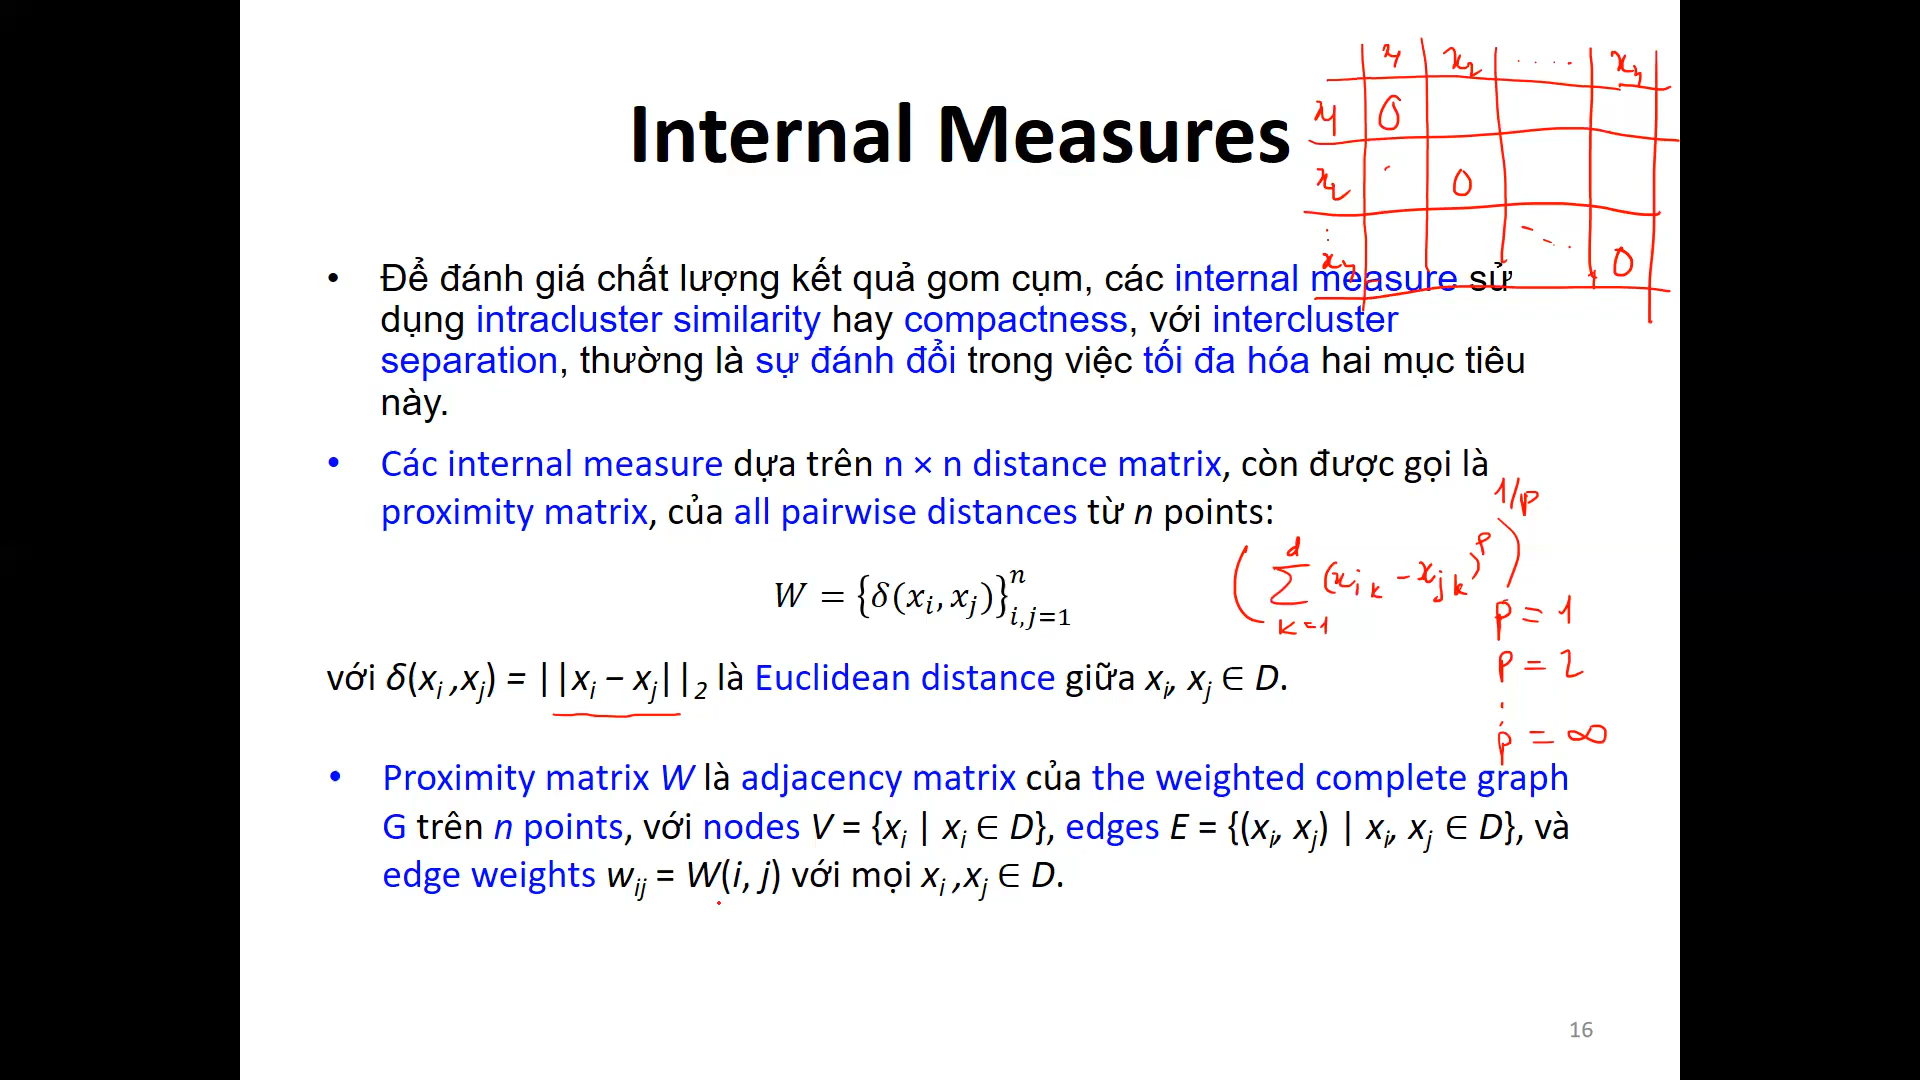 x₁ x₂ .... xₙ
Internal Measures
x₁ 0
x₂ 0
xₙ 0
• Để đánh giá chất lượng kết quả gom cụm, các internal measure sử
dụng intracluster similarity hay compactness, với intercluster
separation, thường là sự đánh đổi trong việc tối đa hóa hai mục tiêu
này.
• Các internal measure dựa trên n × n distance matrix, còn được gọi là
proximity matrix, của all pairwise distances từ n points:
W = {δ(xᵢ, xⱼ)}ⁿᵢ,ⱼ₌₁
(∑ᵈₖ₌₁ (xᵢₖ − xⱼₖ)ᵖ)^1/p
p = 1
p = 2
p = ∞
với δ(xᵢ ,xⱼ) = ||xᵢ − xⱼ||₂ là Euclidean distance giữa xᵢ, xⱼ ∈ D.
• Proximity matrix W là adjacency matrix của the weighted complete graph
G trên n points, với nodes V = {xᵢ | xᵢ ∈ D}, edges E = {(xᵢ, xⱼ) | xᵢ, xⱼ ∈ D}, và
edge weights wᵢⱼ = W(i, j) với mọi xᵢ ,xⱼ ∈ D.
16